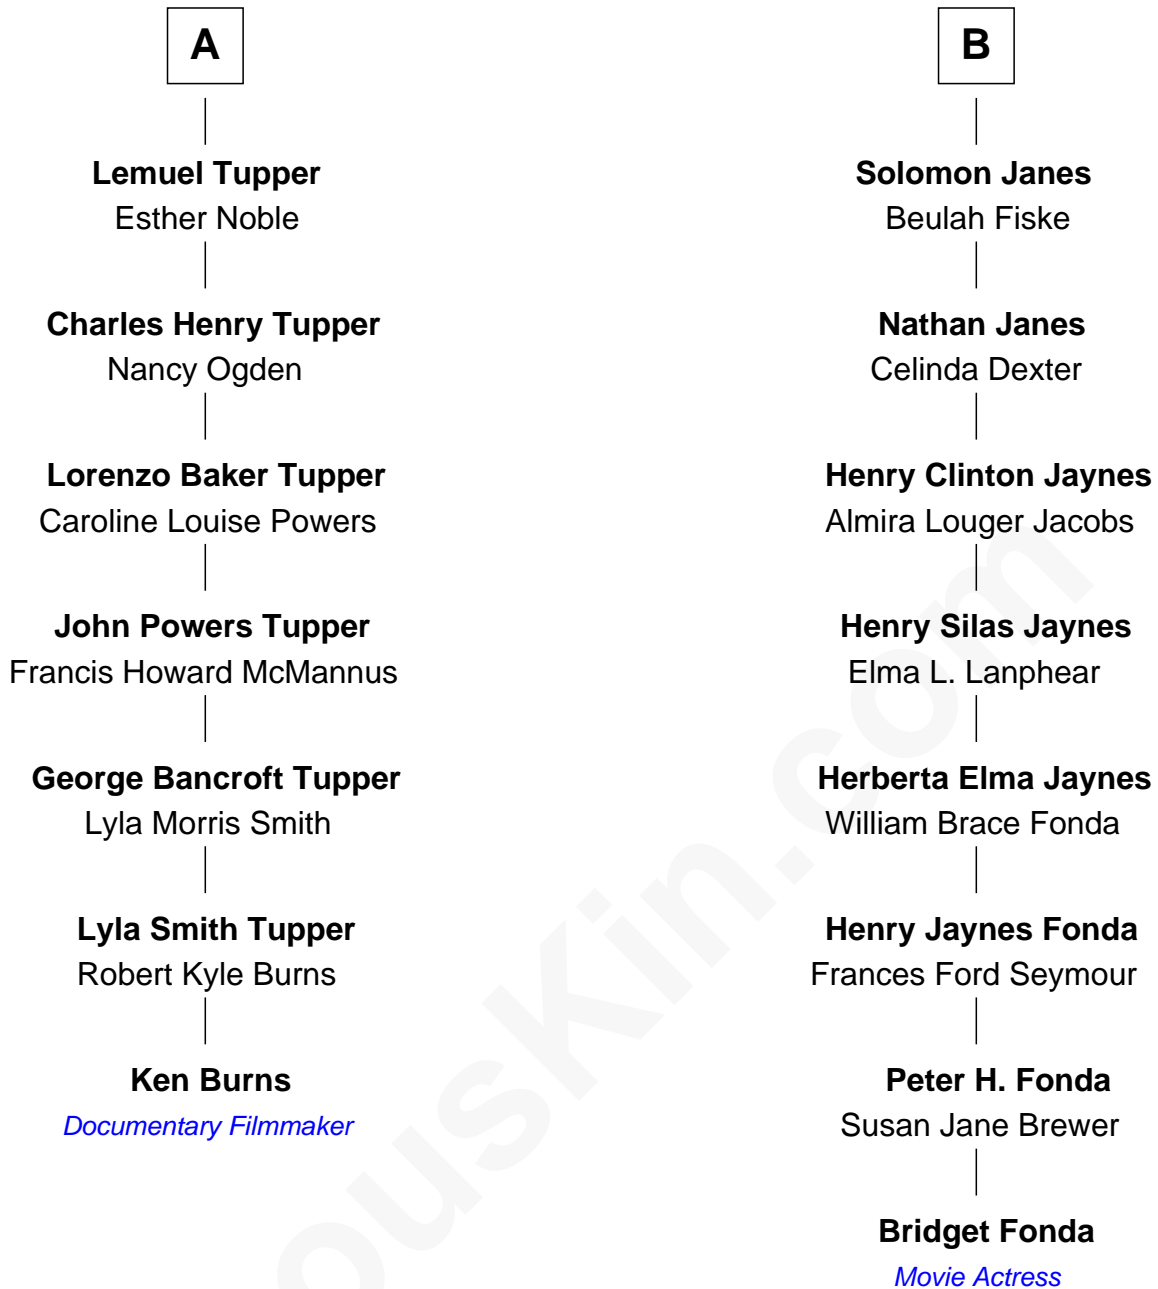 A
Lemuel Tupper
Esther Noble
Charles Henry Tupper
Nancy Ogden
Lorenzo Baker Tupper
Caroline Louise Powers
John Powers Tupper
Francis Howard McMannus
George Bancroft Tupper
Lyla Morris Smith
Lyla Smith Tupper
Robert Kyle Burns
Ken Burns
Documentary Filmmaker
B
Solomon Janes
Beulah Fiske
Nathan Janes
Celinda Dexter
Henry Clinton Jaynes
Almira Louger Jacobs
Henry Silas Jaynes
Elma L. Lanphear
Herberta Elma Jaynes
William Brace Fonda
Henry Jaynes Fonda
Frances Ford Seymour
Peter H. Fonda
Susan Jane Brewer
Bridget Fonda
Movie Actress
ousKin.com